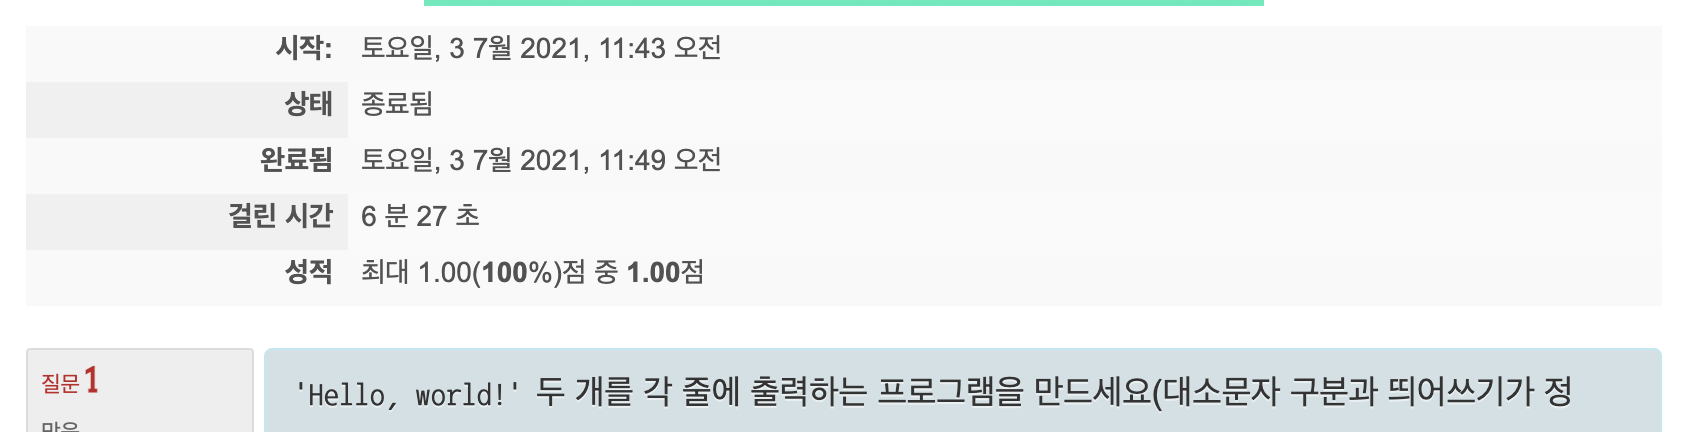 시작: 토요일, 3 7월 2021, 11:43 오전
상태 종료됨
완료됨 토요일, 3 7월 2021, 11:49 오전
걸린 시간 6 분 27 초
성적 최대 1.00(100%)점 중 1.00점
질문 1
'Hello, world!' 두 개를 각 줄에 출력하는 프로그램을 만드세요(대소문자 구분과 띄어쓰기가 정